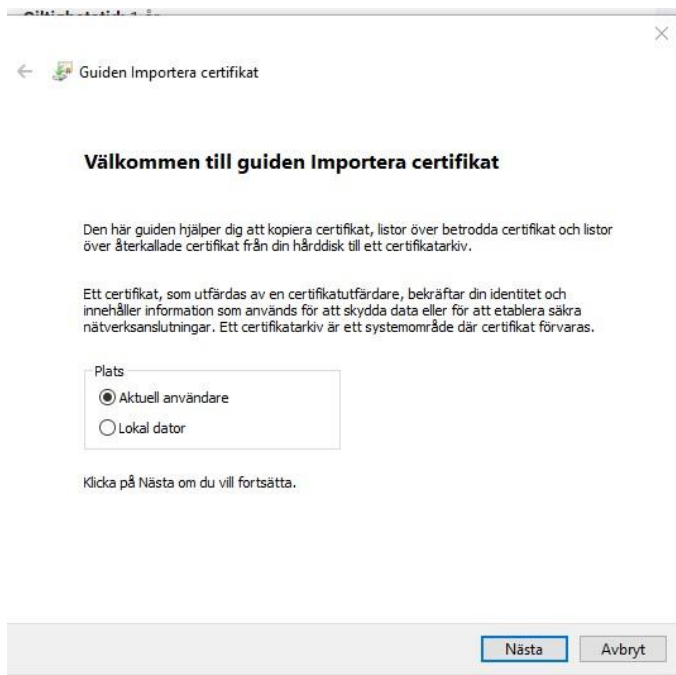 Giltighetstid: 1 år
Guiden Importera certifikat
Välkommen till guiden Importera certifikat
Den här guiden hjälper dig att kopiera certifikat, listor över betrodda certifikat och listor
över återkallade certifikat från din hårddisk till ett certifikatarkiv.
Ett certifikat, som utfärdas av en certifikatutfärdare, bekräftar din identitet och
innehåller information som används för att skydda data eller för att etablera säkra
nätverksanslutningar. Ett certifikatarkiv är ett systemområde där certifikat förvaras.
Plats
Aktuell användare
Lokal dator
Klicka på Nästa om du vill fortsätta.
Nästa
Avbryt